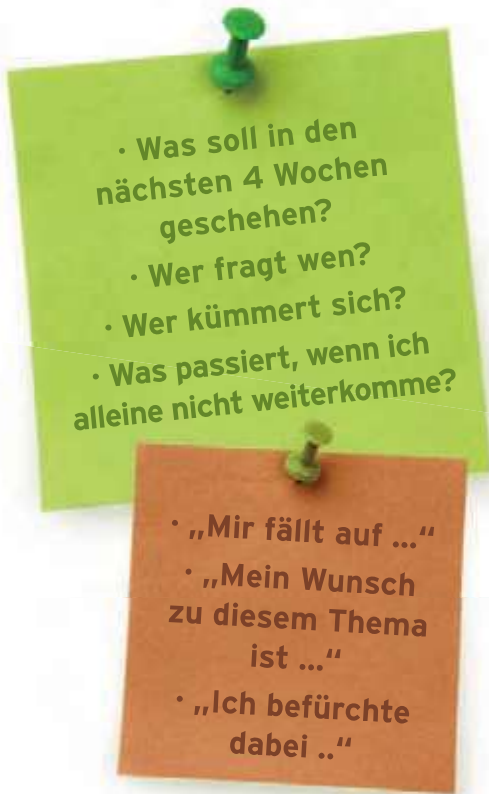 · Was soll in den
nächsten 4 Wochen
geschehen?
· Wer fragt wen?
· Wer kümmert sich?
· Was passiert, wenn ich
alleine nicht weiterkomme?
· „Mir fällt auf ...“
· „Mein Wunsch
zu diesem Thema
ist ...“
· „Ich befürchte
dabei ..“